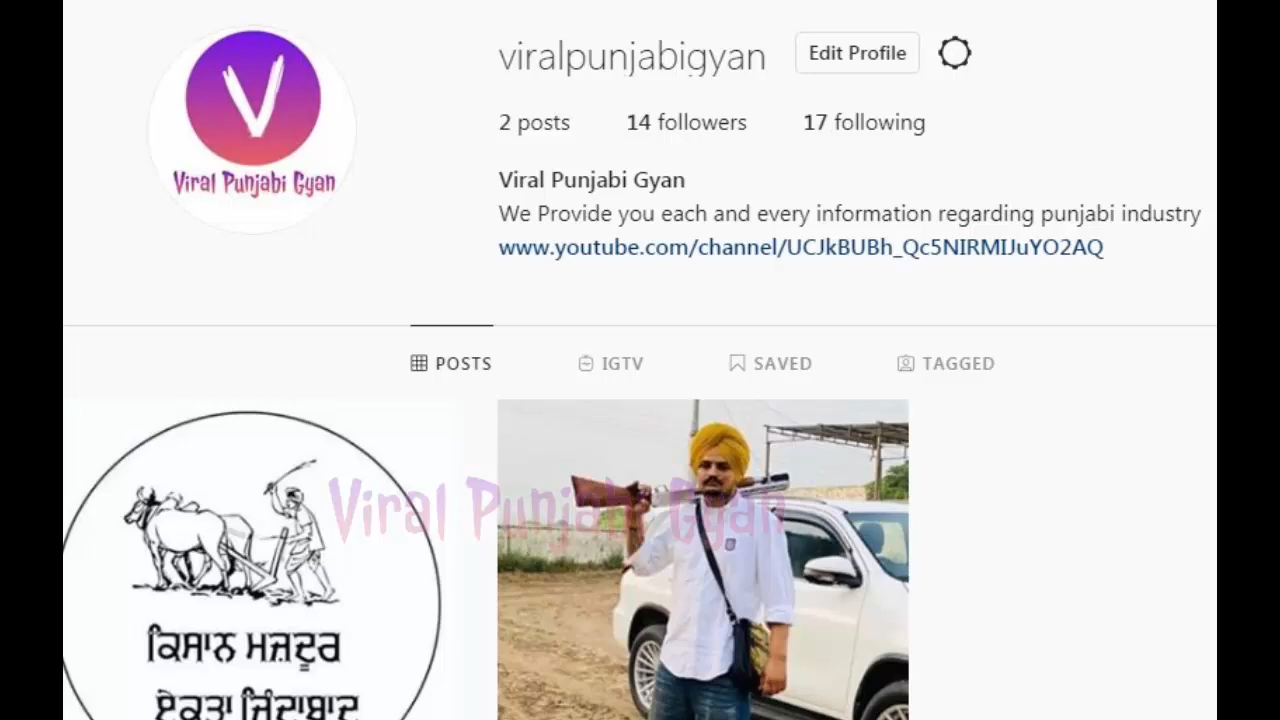 V
Viral Punjabi Gyan
viralpunjabigyan
Edit Profile
2 posts 14 followers 17 following
Viral Punjabi Gyan
We Provide you each and every information regarding punjabi industry
www.youtube.com/channel/UCJkBUBh_Qc5NIRMIJuYO2AQ
POSTS IGTV SAVED TAGGED
Viral Punjabi Gyan
ਕਿਸਾਨ ਮਜ਼ਦੂਰ
ਏਕਤਾ ਜ਼ਿੰਦਾਬਾਦ